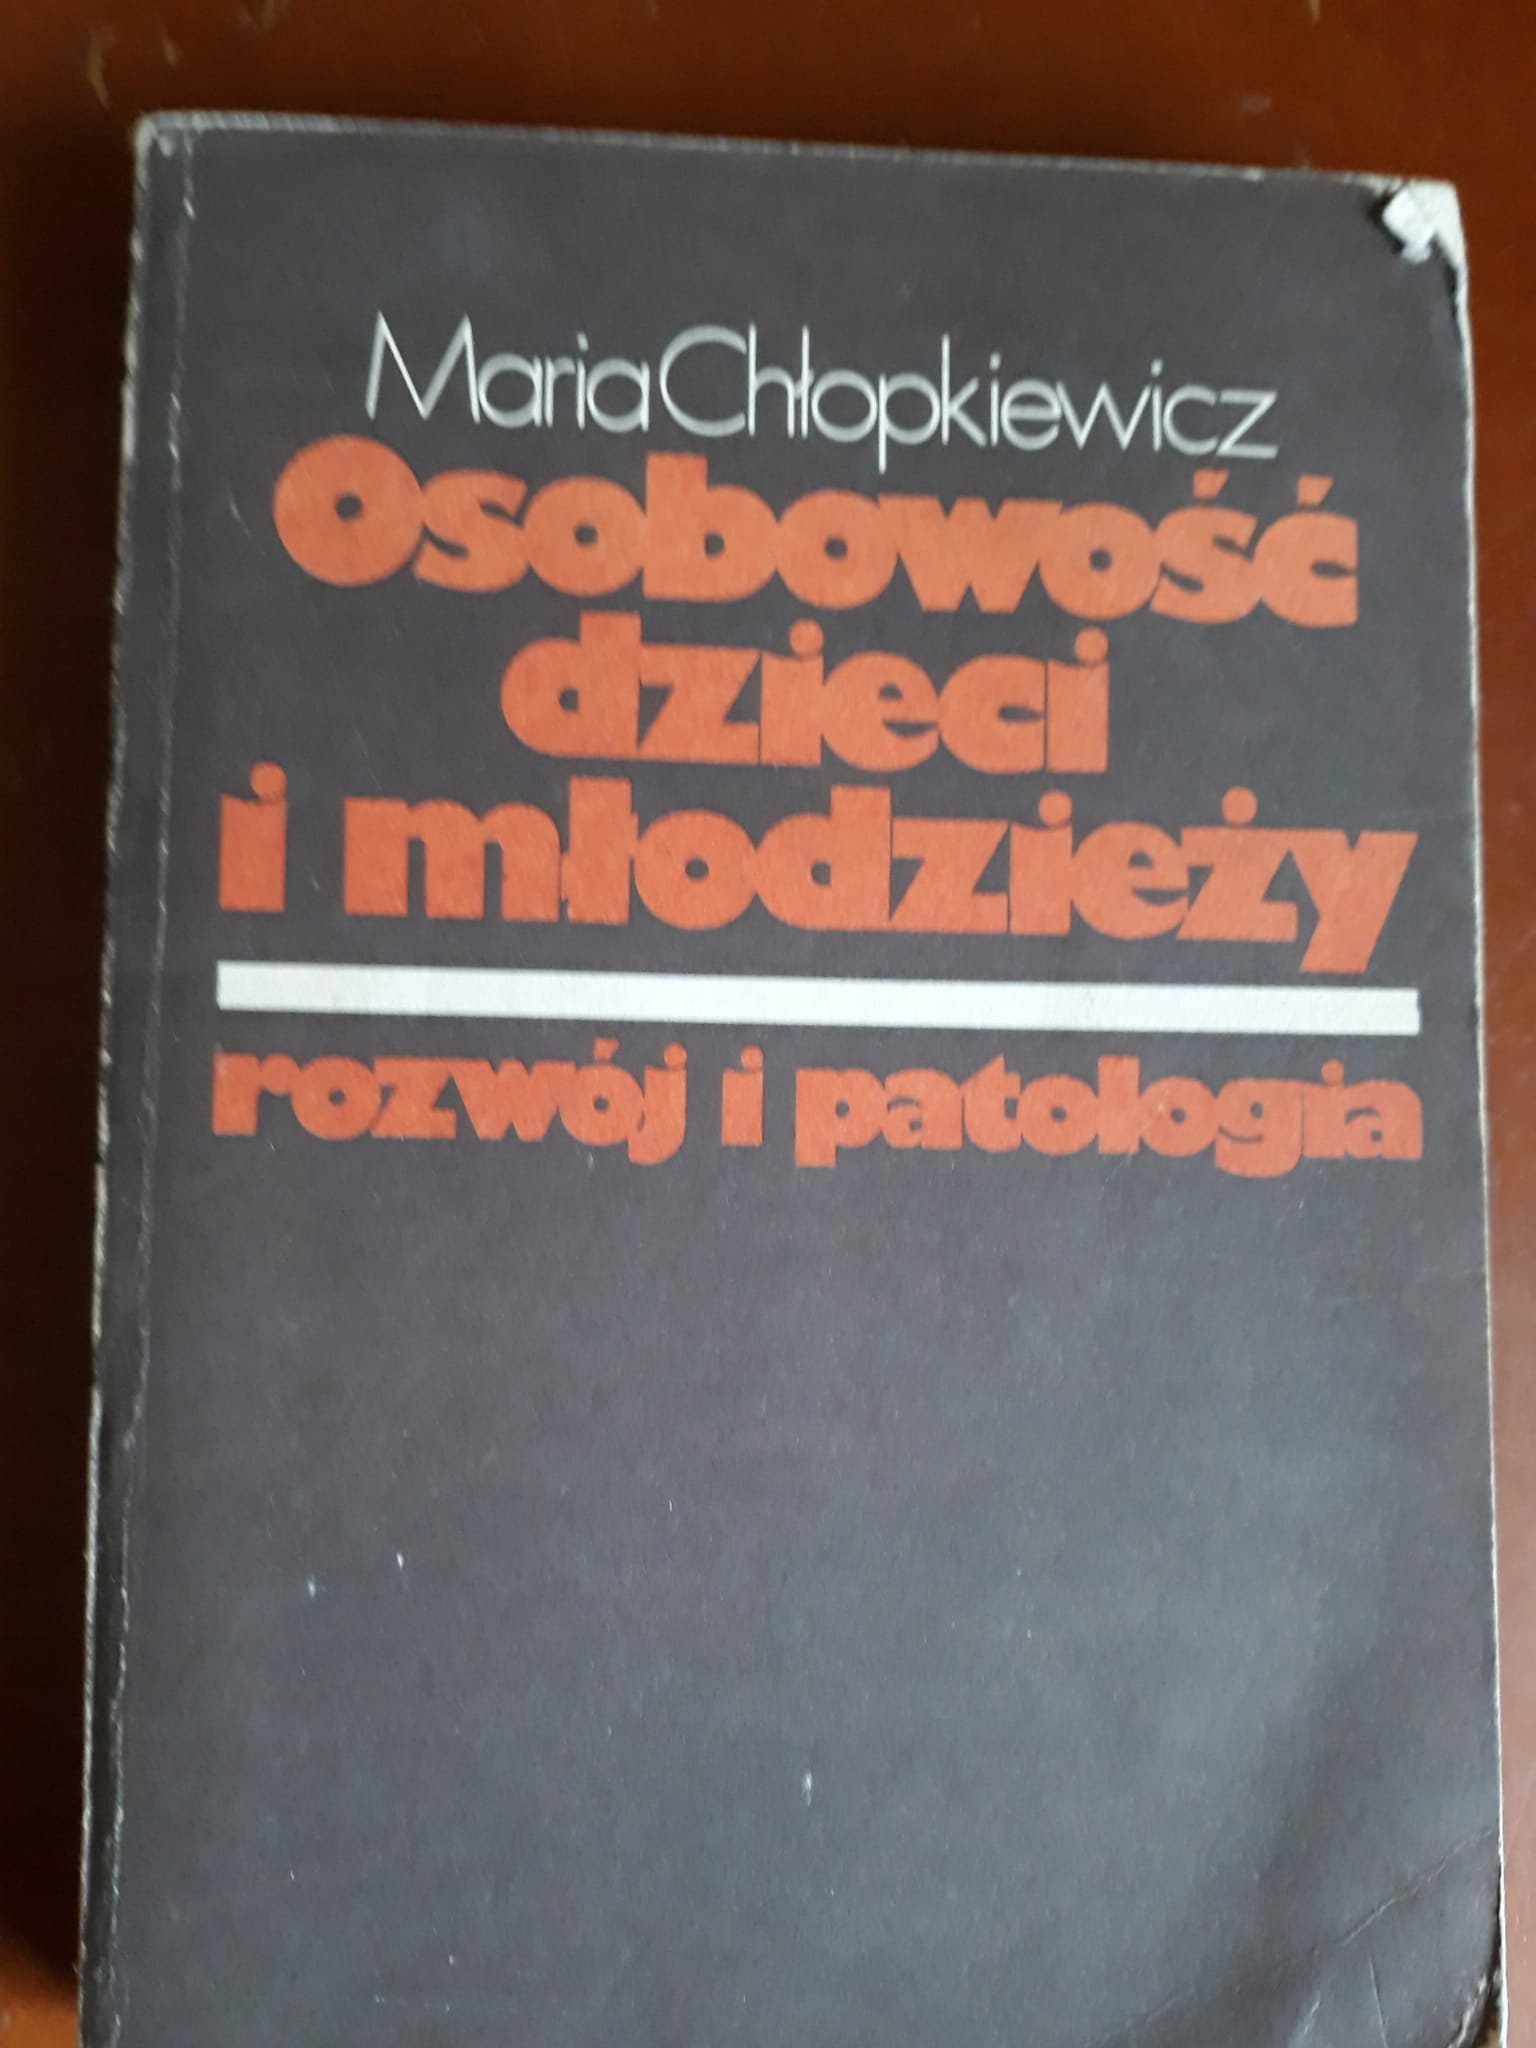 Maria Chłopkiewicz
Osobowość
dzieci
i młodzieży
rozwój i patologia